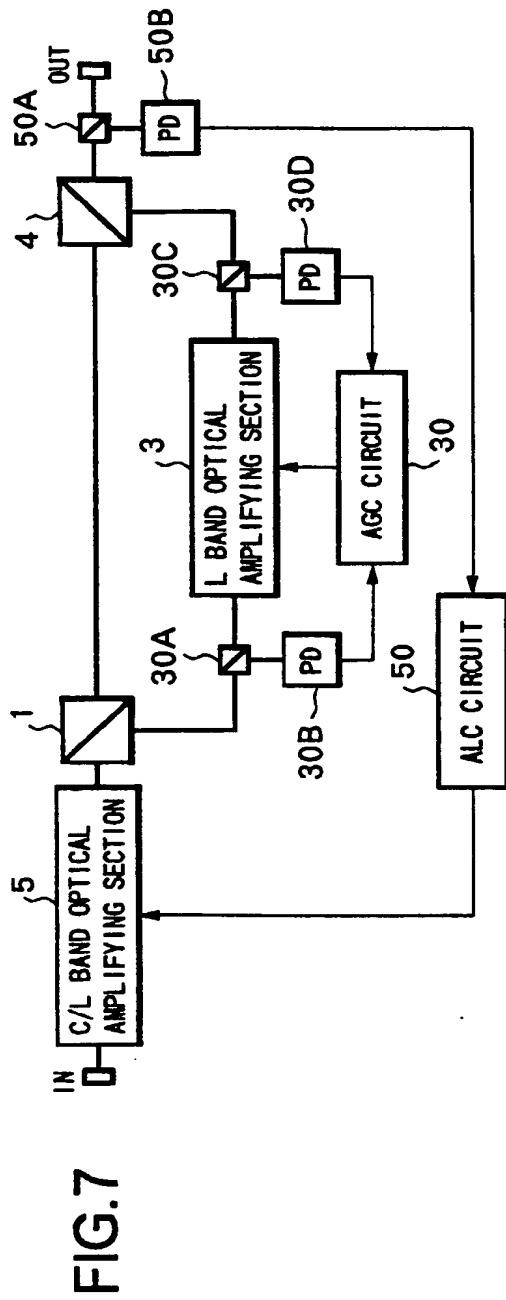 FIG.7
IN
5
C/L BAND OPTICAL
AMPLIFYING SECTION
1
4
50A
OUT
PD
50B
30A
PD
30B
3
L BAND OPTICAL
AMPLIFYING SECTION
30C
PD
30D
AGC CIRCUIT
30
50
ALC CIRCUIT